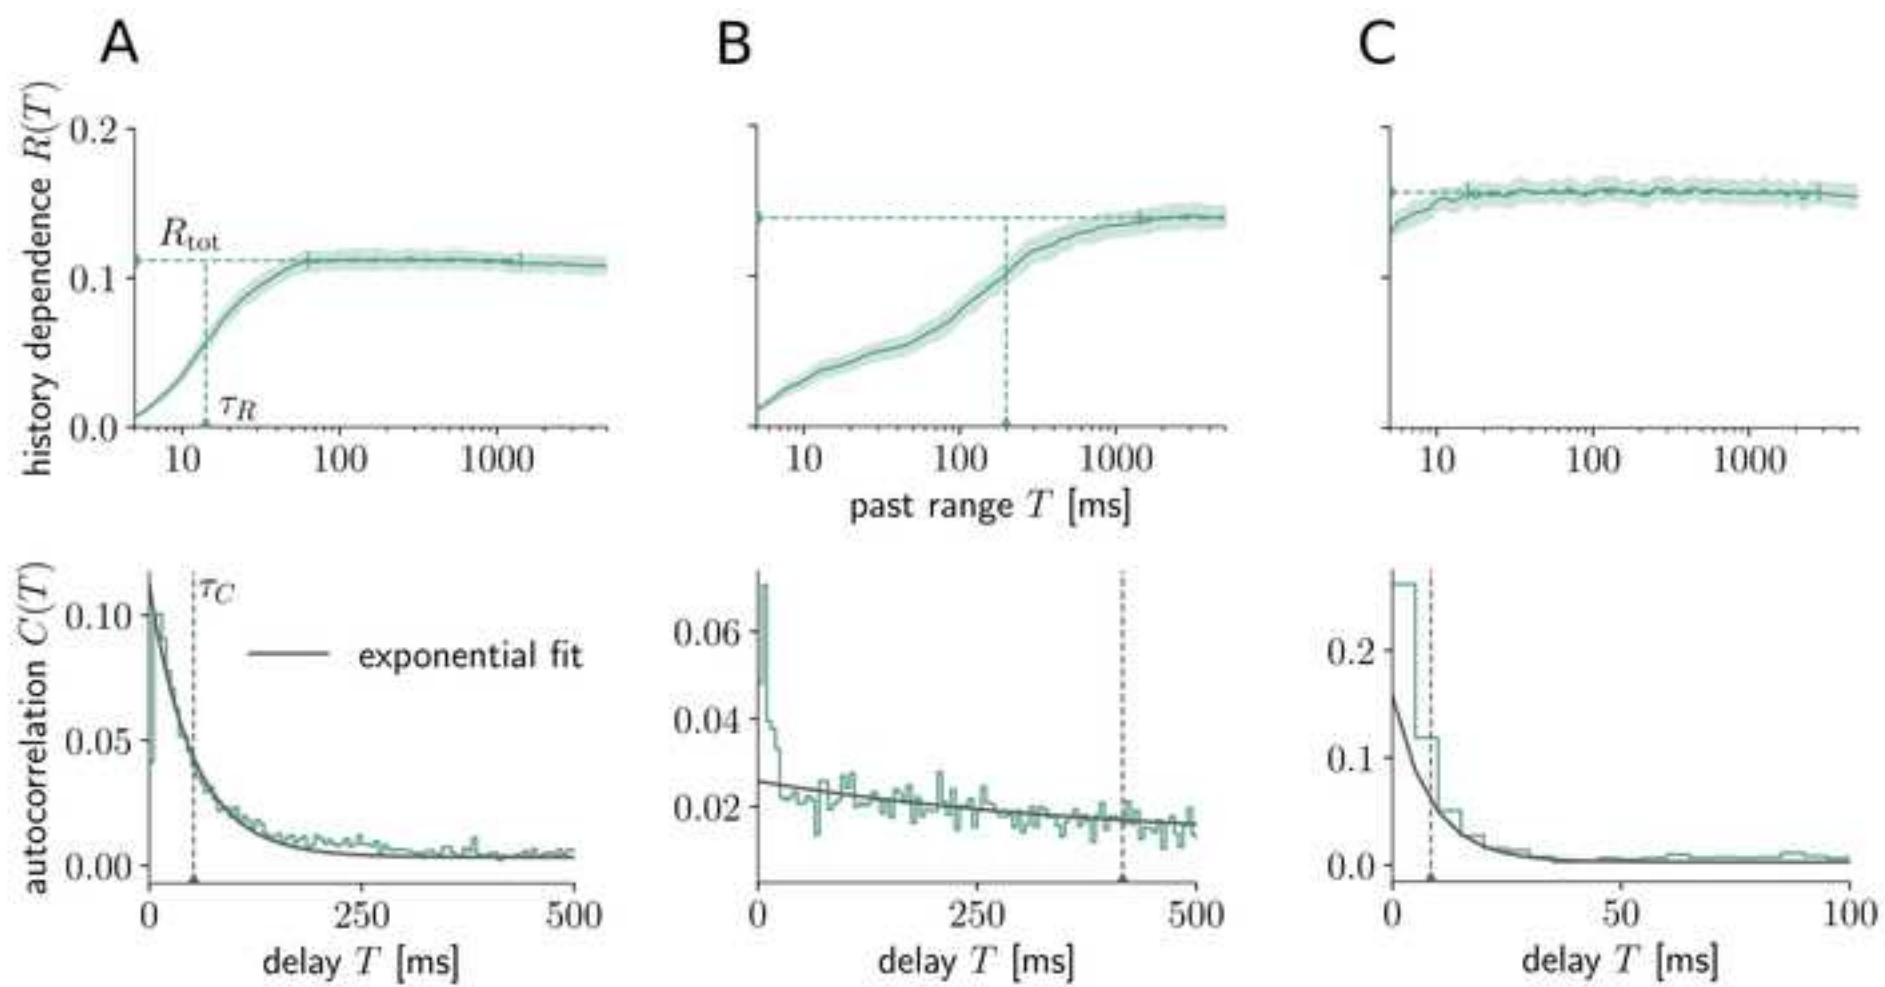 A
B
C
history dependence R(T)
0.2
0.1
0.0
R_tot
τ_R
10 100 1000
10 100 1000
10 100 1000
past range T [ms]
autocorrelation C(T)
0.10
0.05
0.00
τ_C
exponential fit
0 250 500
delay T [ms]
0.06
0.04
0.02
0 250 500
delay T [ms]
0.2
0.1
0.0
0 50 100
delay T [ms]